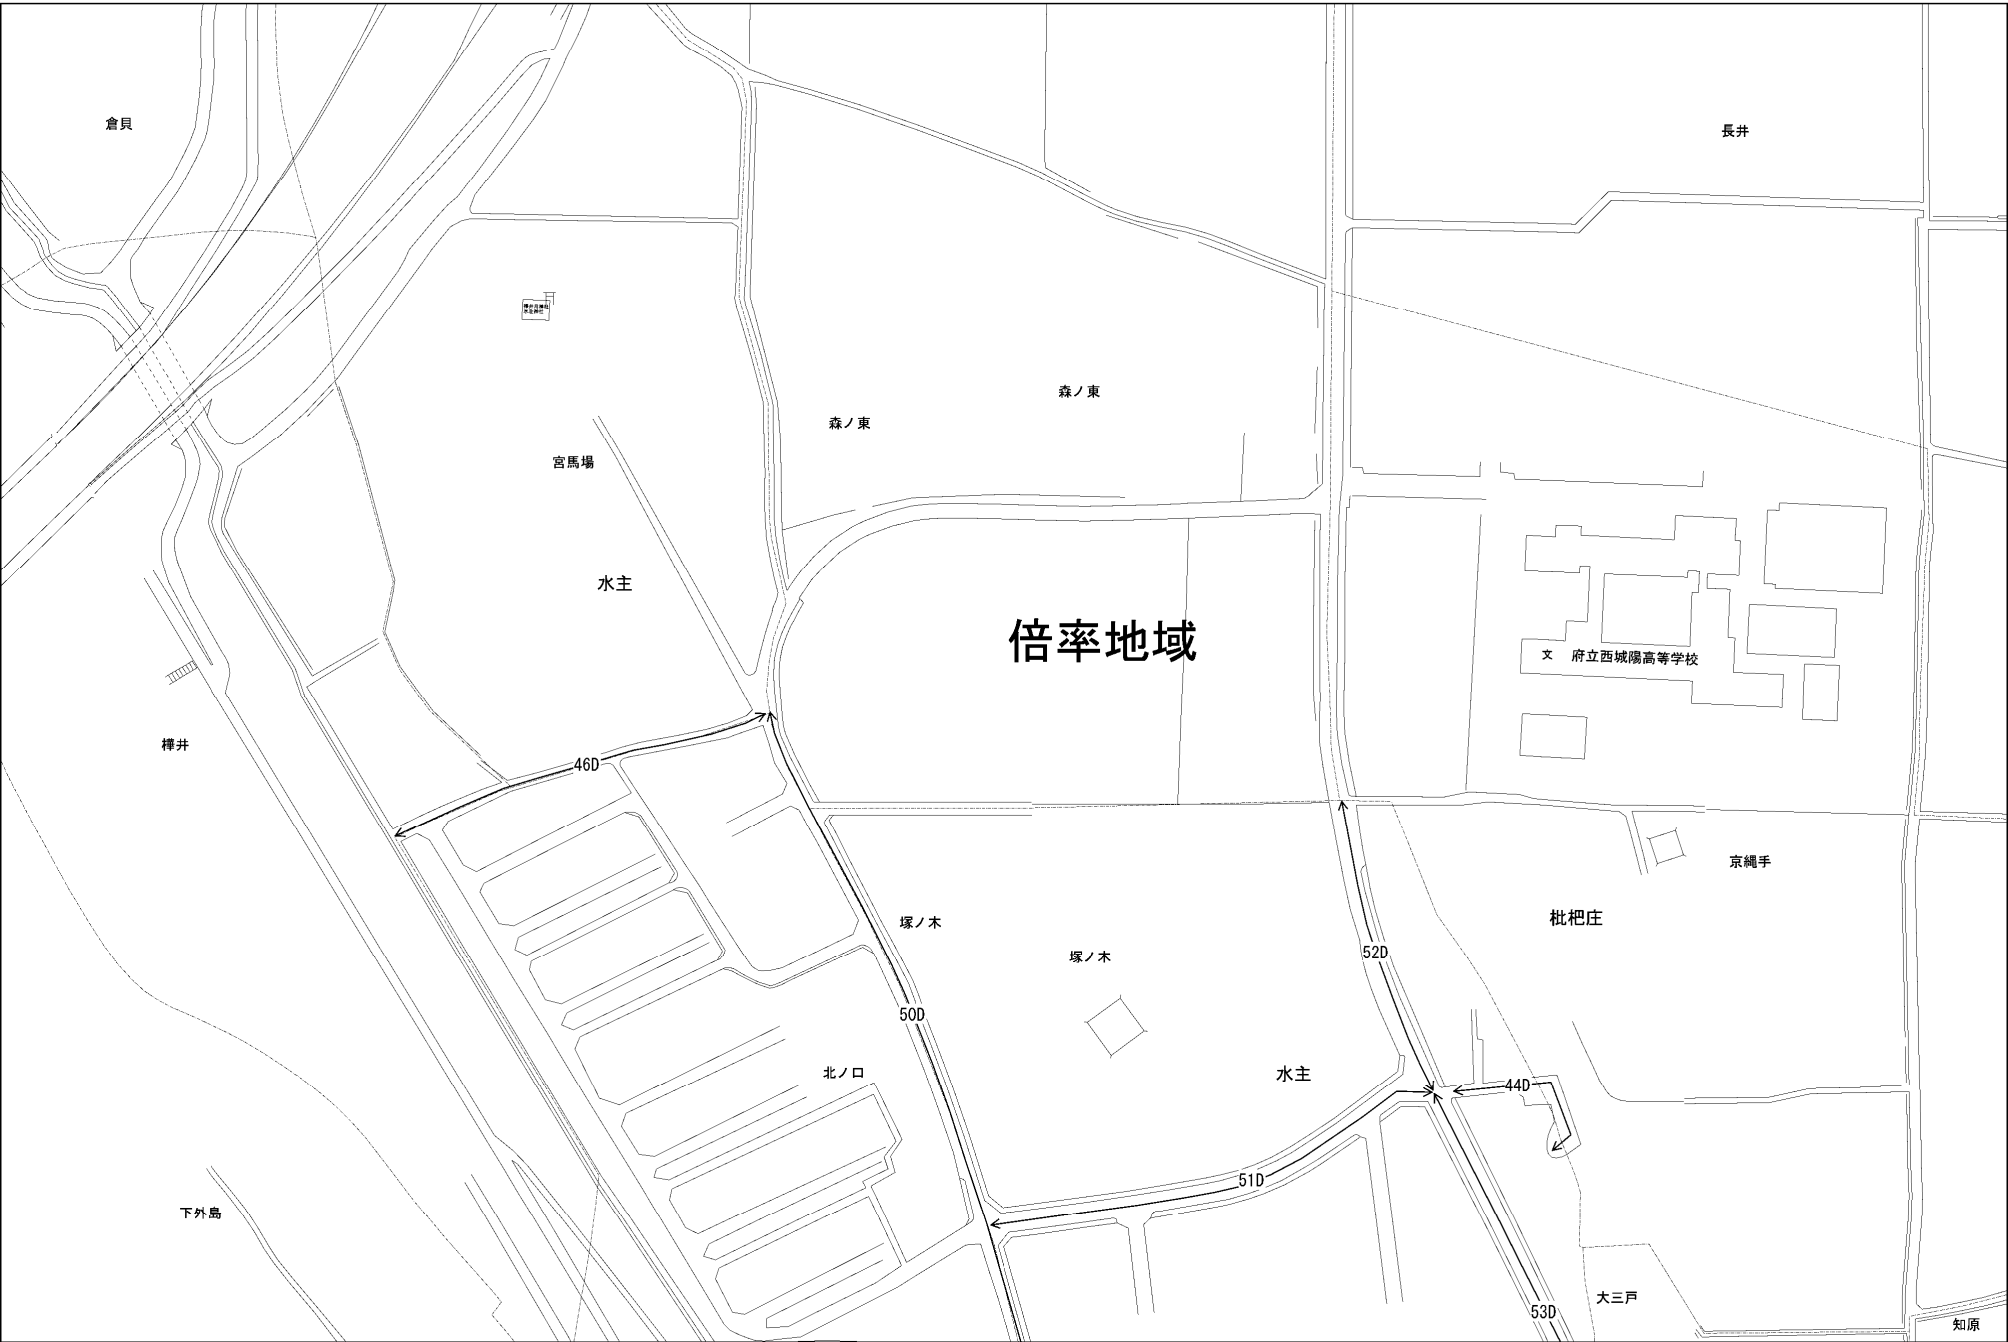 倉貝
長井
森ノ東
森ノ東
宮馬場
水主
倍率地域
文 府立西城陽高等学校
樺井
46D
京縄手
枇杷庄
塚ノ木
塚ノ木
52D
50D
北ノ口
水主
44D
51D
下外島
大三戸
53D
知原